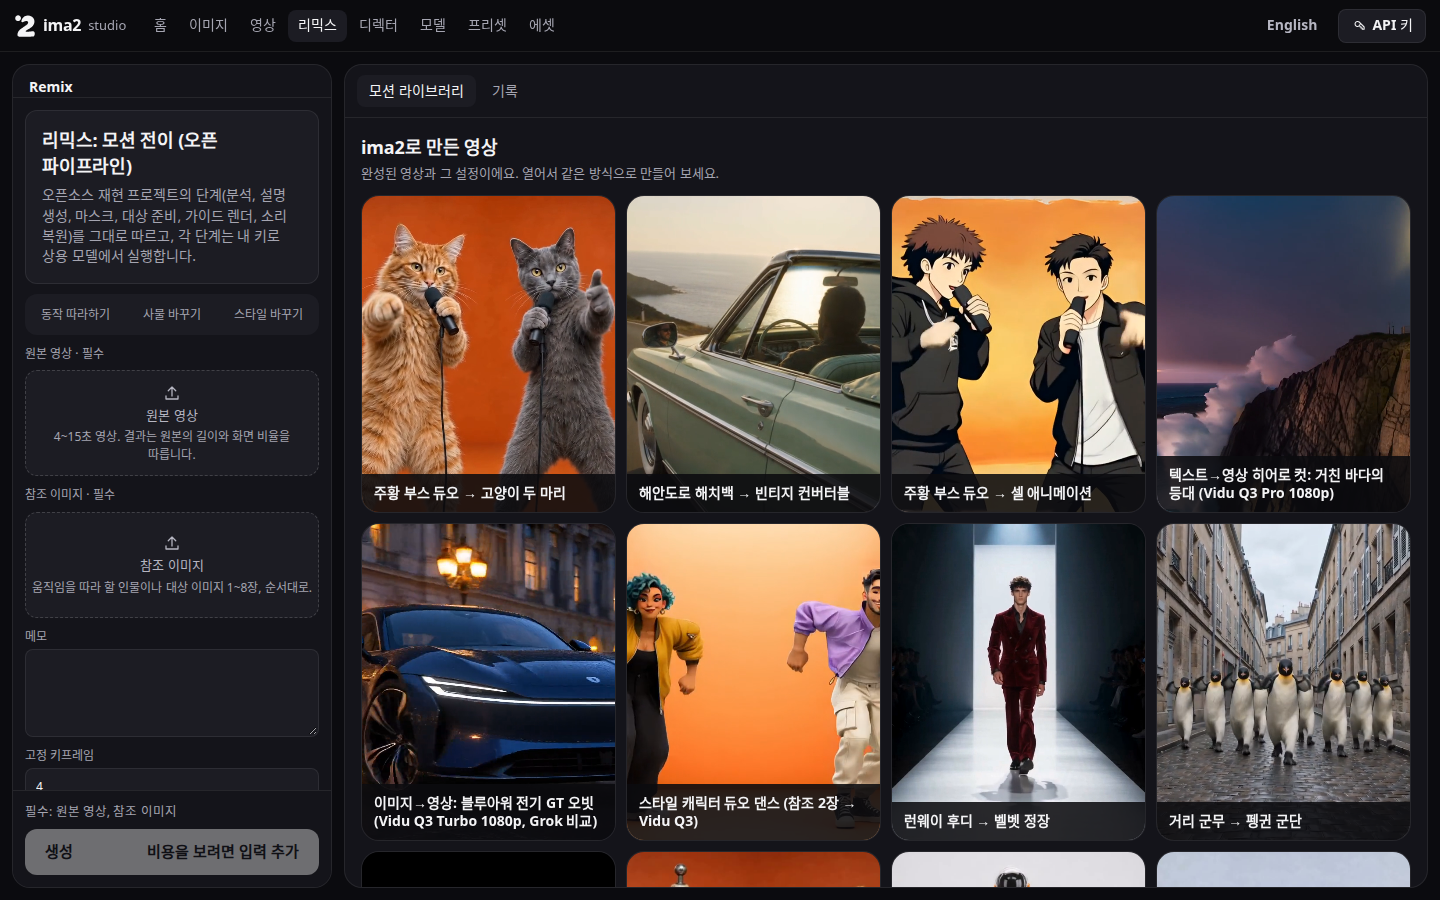 ima2 studio
홈
이미지
영상
리믹스
디렉터
모델
프리셋
에셋
English
API 키
Remix
리믹스: 모션 전이 (오픈
파이프라인)
오픈소스 재현 프로젝트의 단계(분석, 설명
생성, 마스크, 대상 준비, 가이드 렌더, 소리
복원)를 그대로 따르고, 각 단계는 내 키로
상용 모델에서 실행합니다.
동작 따라하기
사물 바꾸기
스타일 바꾸기
원본 영상 · 필수
원본 영상
4~15초 영상. 결과는 원본의 길이와 화면 비율을
따릅니다.
참조 이미지 · 필수
참조 이미지
움직임을 따라 할 인물이나 대상 이미지 1~8장, 순서대로.
메모
고정 키프레임
4
필수: 원본 영상, 참조 이미지
생성
비용을 보려면 입력 추가
모션 라이브러리
기록
ima2로 만든 영상
완성된 영상과 그 설정이에요. 열어서 같은 방식으로 만들어 보세요.
주황 부스 듀오 → 고양이 두 마리
해안도로 해치백 → 빈티지 컨버터블
주황 부스 듀오 → 셀 애니메이션
텍스트→영상 히어로 컷: 거친 바다의
등대 (Vidu Q3 Pro 1080p)
이미지→영상: 블루아워 전기 GT 오빗
(Vidu Q3 Turbo 1080p, Grok 비교)
스타일 캐릭터 듀오 댄스 (참조 2장 →
Vidu Q3)
런웨이 후디 → 벨벳 정장
거리 군무 → 펭귄 군단